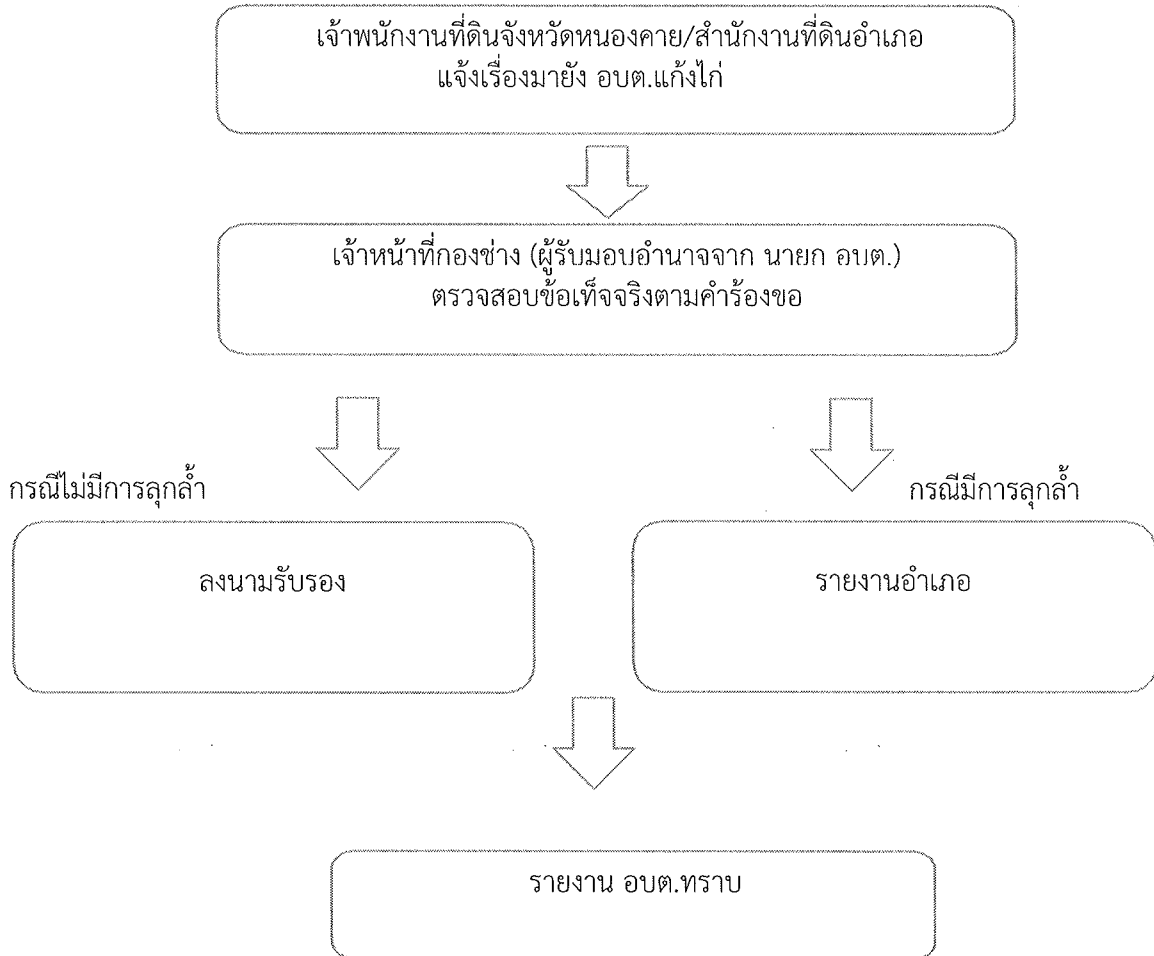 เจ้าพนักงานที่ดินจังหวัดหนองคาย/สำนักงานที่ดินอำเภอ
แจ้งเรื่องมายัง อบต.แก้งไก่
เจ้าหน้าที่กองช่าง (ผู้รับมอบอำนาจจาก นายก อบต.)
ตรวจสอบข้อเท็จจริงตามคำร้องขอ
กรณีไม่มีการลุกล้ำ
กรณีมีการลุกล้ำ
ลงนามรับรอง
รายงานอำเภอ
รายงาน อบต.ทราบ